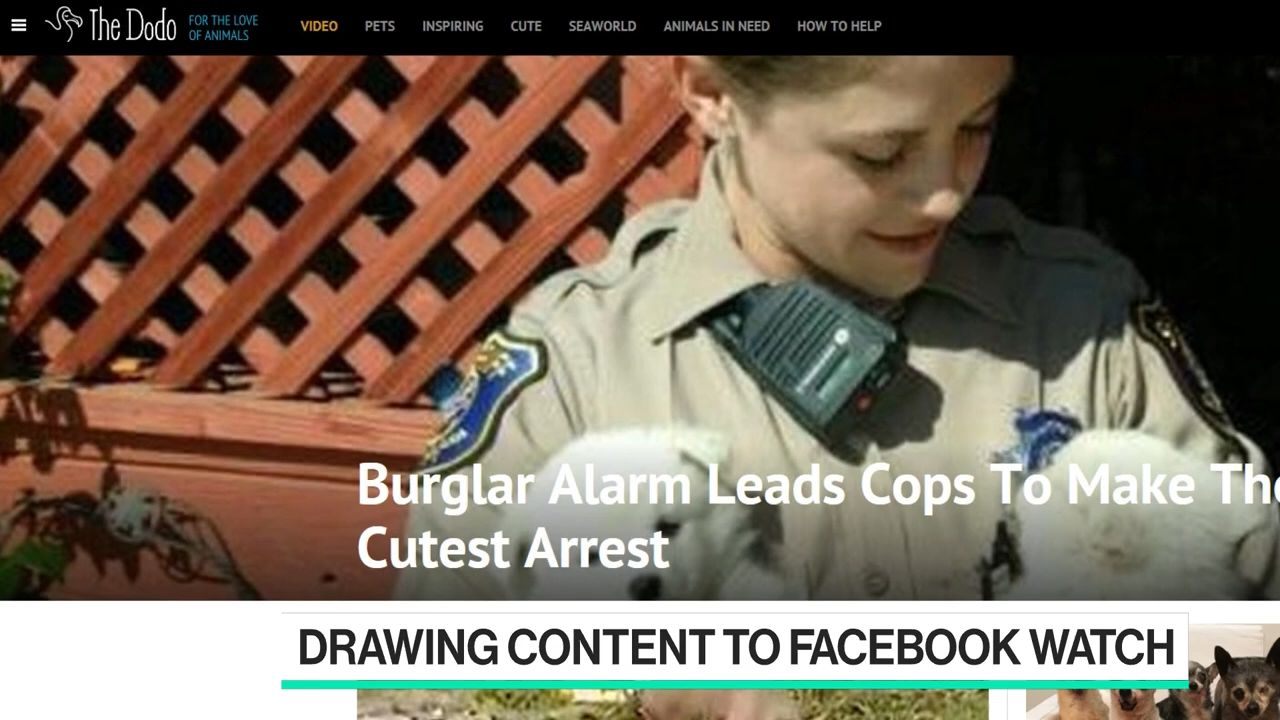 The Dodo
FOR THE LOVE
OF ANIMALS
VIDEO PETS INSPIRING CUTE SEAWORLD ANIMALS IN NEED HOW TO HELP
Burglar Alarm Leads Cops To Make The
Cutest Arrest
DRAWING CONTENT TO FACEBOOK WATCH